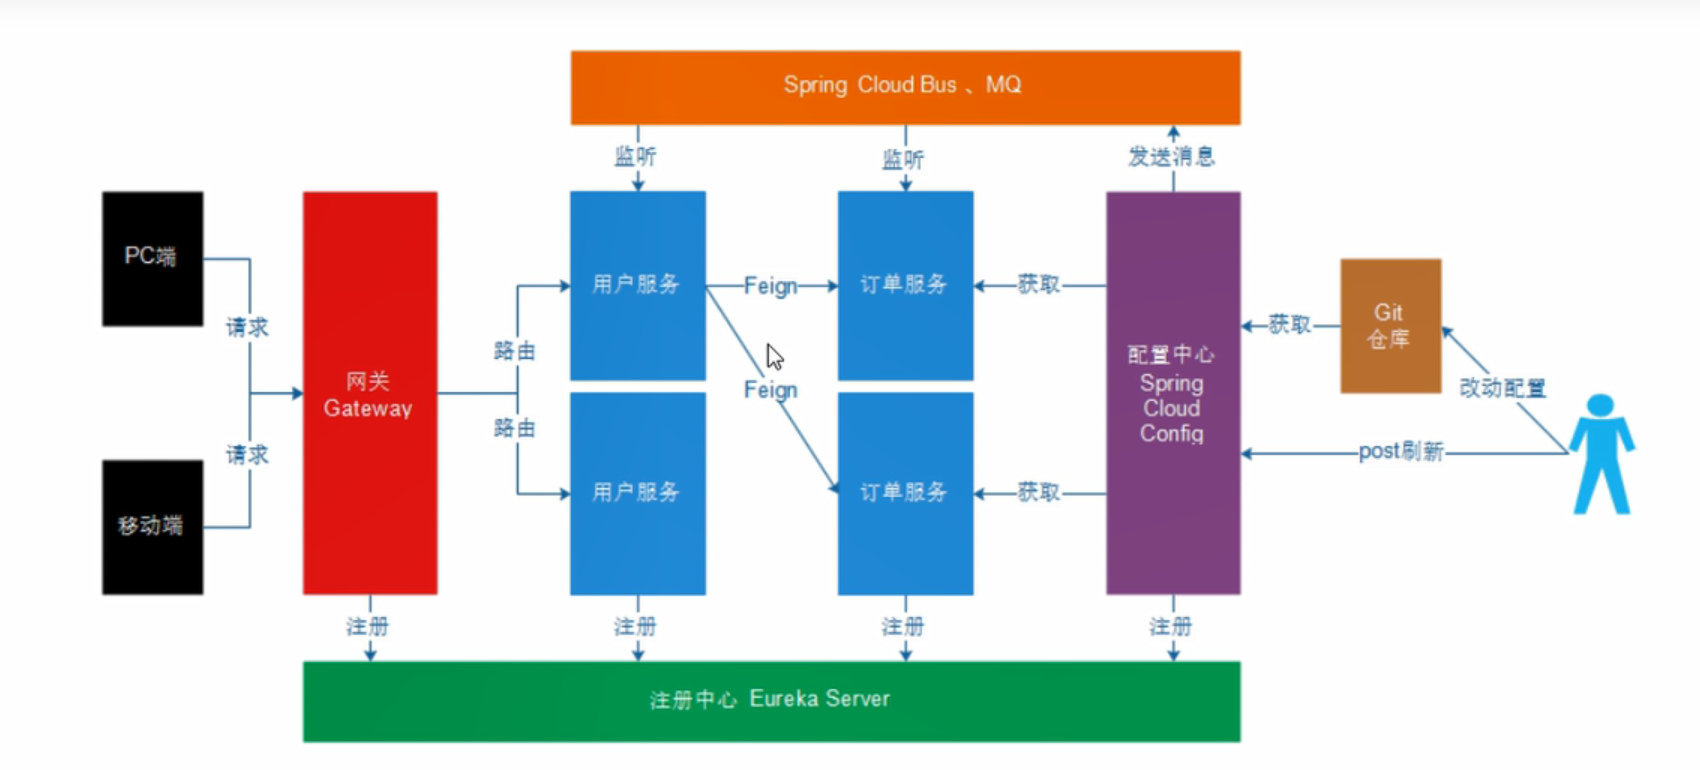 Spring Cloud Bus 、MQ
监听
监听
发送消息
PC端
请求
请求
移动端
网关
Gateway
路由
路由
用户服务
用户服务
Feign
Feign
订单服务
订单服务
获取
获取
配置中心
Spring
Cloud
Config
获取
Git
仓库
改动配置
post刷新
注册
注册
注册
注册
注册中心 Eureka Server